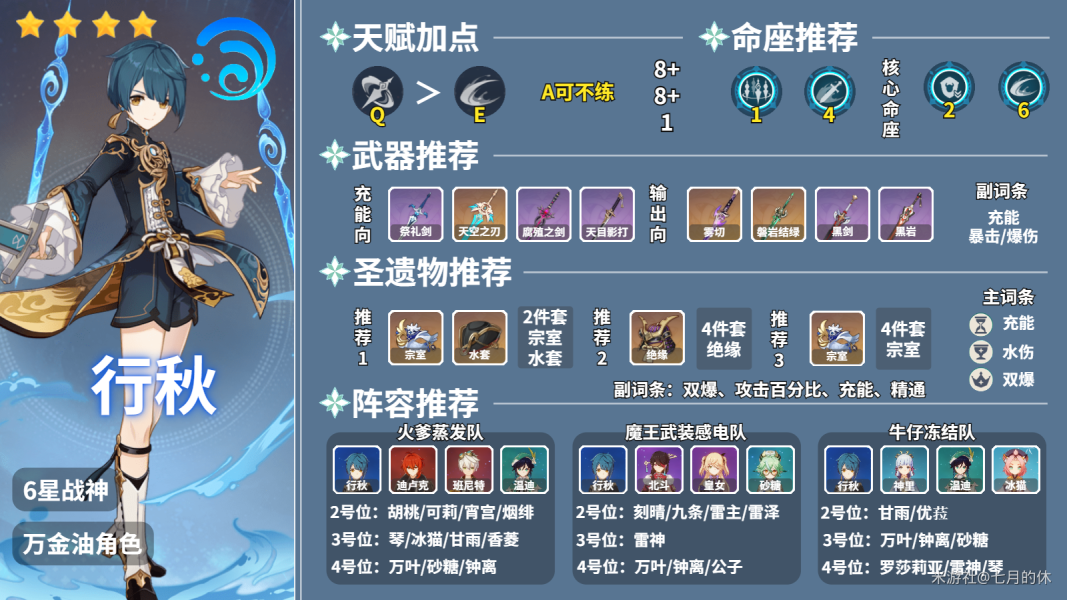 行秋
6星战神
万金油角色
天赋加点
Q > E
A可不练
8+
8+
1
命座推荐
1 4
核心命座
2 6
武器推荐
充能向
祭礼剑 天空之刃 腐殖之剑 天目影打
输出向
雾切 磐岩结绿 黑剑 黑岩
副词条
充能
暴击/爆伤
圣遗物推荐
推荐1
宗室 水套
2件套
宗室
水套
推荐2
绝缘
4件套
绝缘
推荐3
宗室
4件套
宗室
主词条
充能
水伤
双爆
副词条：双爆、攻击百分比、充能、精通
阵容推荐
火爹蒸发队
行秋 迪卢克 班尼特 温迪
2号位：胡桃/可莉/宵宫/烟绯
3号位：琴/冰猫/甘雨/香菱
4号位：万叶/砂糖/钟离
魔王武装感电队
行秋 北斗 皇女 砂糖
2号位：刻晴/九条/雷主/雷泽
3号位：雷神
4号位：万叶/钟离/公子
牛仔冻结队
行秋 神里 温迪 冰猫
2号位：甘雨/优菈
3号位：万叶/钟离/砂糖
4号位：罗莎莉亚/雷神/琴
米游社@七月的休